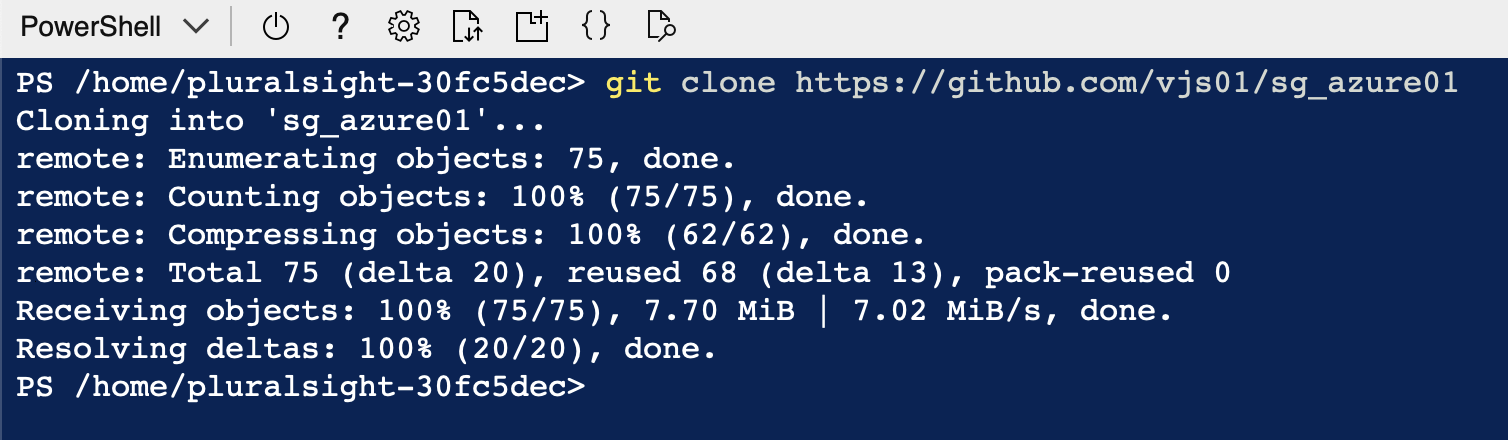 PowerShell
PS /home/pluralsight-30fc5dec> git clone https://github.com/vjs01/sg_azure01
Cloning into 'sg_azure01'...
remote: Enumerating objects: 75, done.
remote: Counting objects: 100% (75/75), done.
remote: Compressing objects: 100% (62/62), done.
remote: Total 75 (delta 20), reused 68 (delta 13), pack-reused 0
Receiving objects: 100% (75/75), 7.70 MiB | 7.02 MiB/s, done.
Resolving deltas: 100% (20/20), done.
PS /home/pluralsight-30fc5dec>